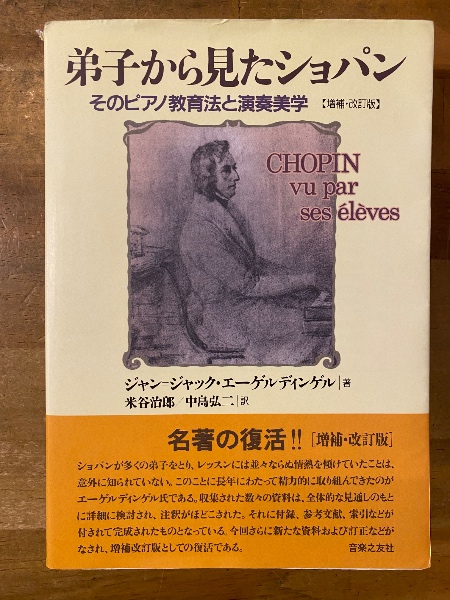 弟子から見たショパン
そのピアノ教育法と演奏美学 【増補・改訂版】
CHOPIN
vu par
ses élèves
ジャン=ジャック・エーゲルディンゲル 著
米谷治郎／中島弘二 訳
名著の復活!! [増補・改訂版]
ショパンが多くの弟子をとり、レッスンには並々ならぬ情熱を傾けていたことは、
意外に知られていない。このことに長年にわたって精力的に取り組んできたのが
エーゲルディンゲル氏である。収集された数々の資料は、全体的な見通しのもと
に詳細に検討され、注釈がほどこされた。それに付録、参考文献、索引などが
付されて完成されたものとなっている。今回さらに新たな資料および訂正などが
なされ、増補改訂版としての復活である。
音楽之友社